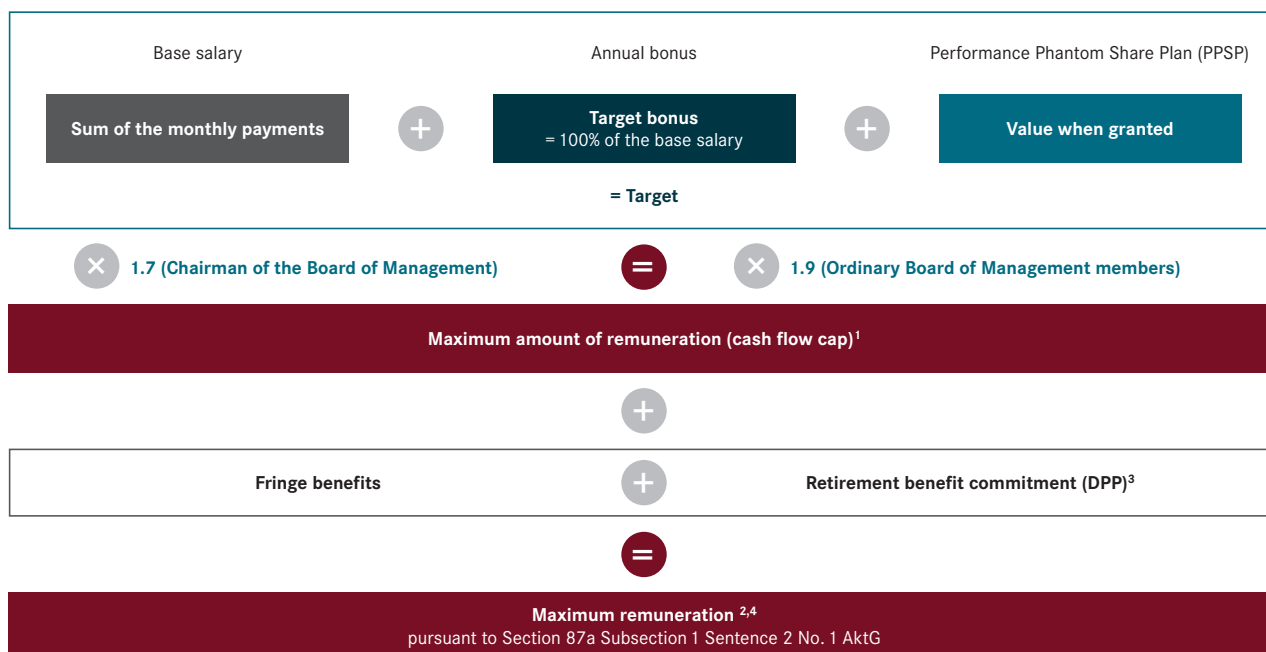 Base salary
Annual bonus
Performance Phantom Share Plan (PPSP)
Sum of the monthly payments
+
Target bonus
= 100% of the base salary
+
Value when granted
= Target
× 1.7 (Chairman of the Board of Management)
=
× 1.9 (Ordinary Board of Management members)
Maximum amount of remuneration (cash flow cap)1
+
Fringe benefits
+
Retirement benefit commitment (DPP)3
=
Maximum remuneration 2,4
pursuant to Section 87a Subsection 1 Sentence 2 No. 1 AktG